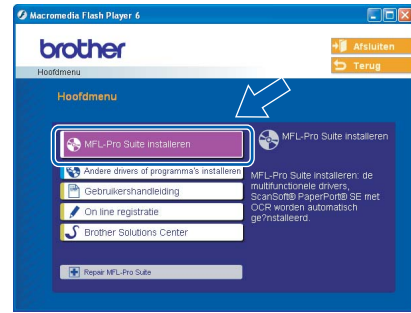 Macromedia Flash Player 6
brother
Afsluiten
Terug
Hoofdmenu
Hoofdmenu
MFL-Pro Suite installeren
Andere drivers of programma's installeren
Gebruikershandleiding
On line registratie
Brother Solutions Center
Repair MFL-Pro Suite
MFL-Pro Suite installeren
MFL-Pro Suite installeren: de
multifunctionele drivers,
ScanSoft® PaperPort® SE met
OCR worden automatisch
ge?nstalleerd.